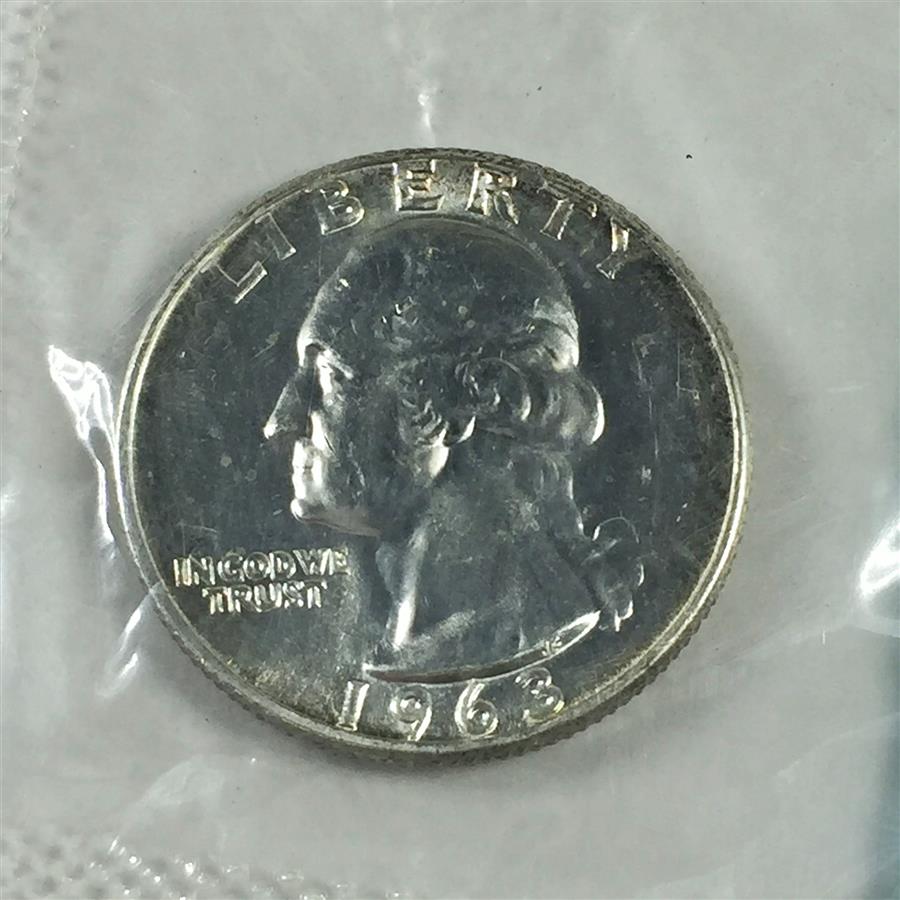 LIBERTY
IN GOD WE
TRUST
1963